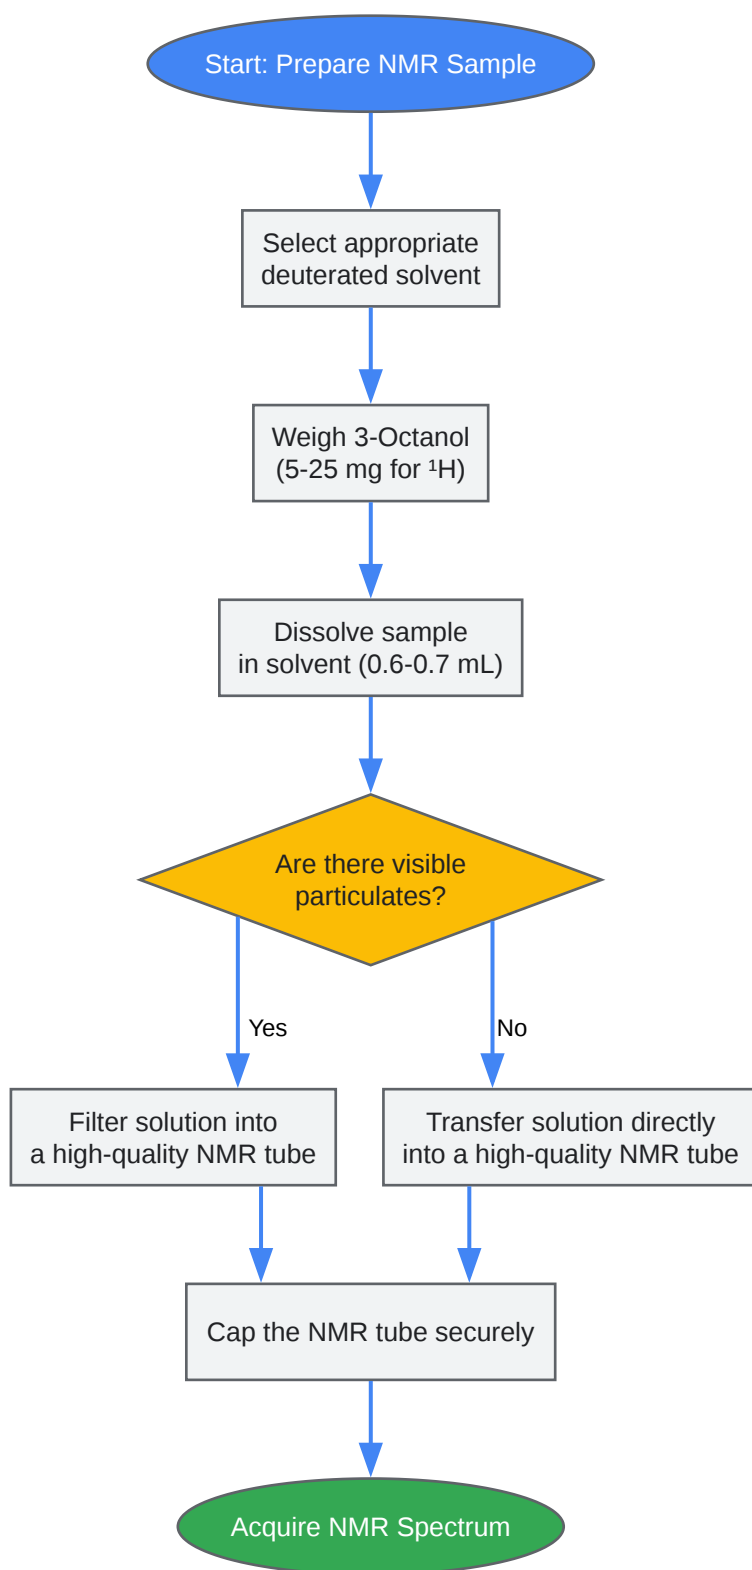 Start: Prepare NMR Sample
Select appropriate
deuterated solvent
Weigh 3-Octanol
(5-25 mg for ¹H)
Dissolve sample
in solvent (0.6-0.7 mL)
Are there visible
particulates?
Yes
No
Filter solution into
a high-quality NMR tube
Transfer solution directly
into a high-quality NMR tube
Cap the NMR tube securely
Acquire NMR Spectrum